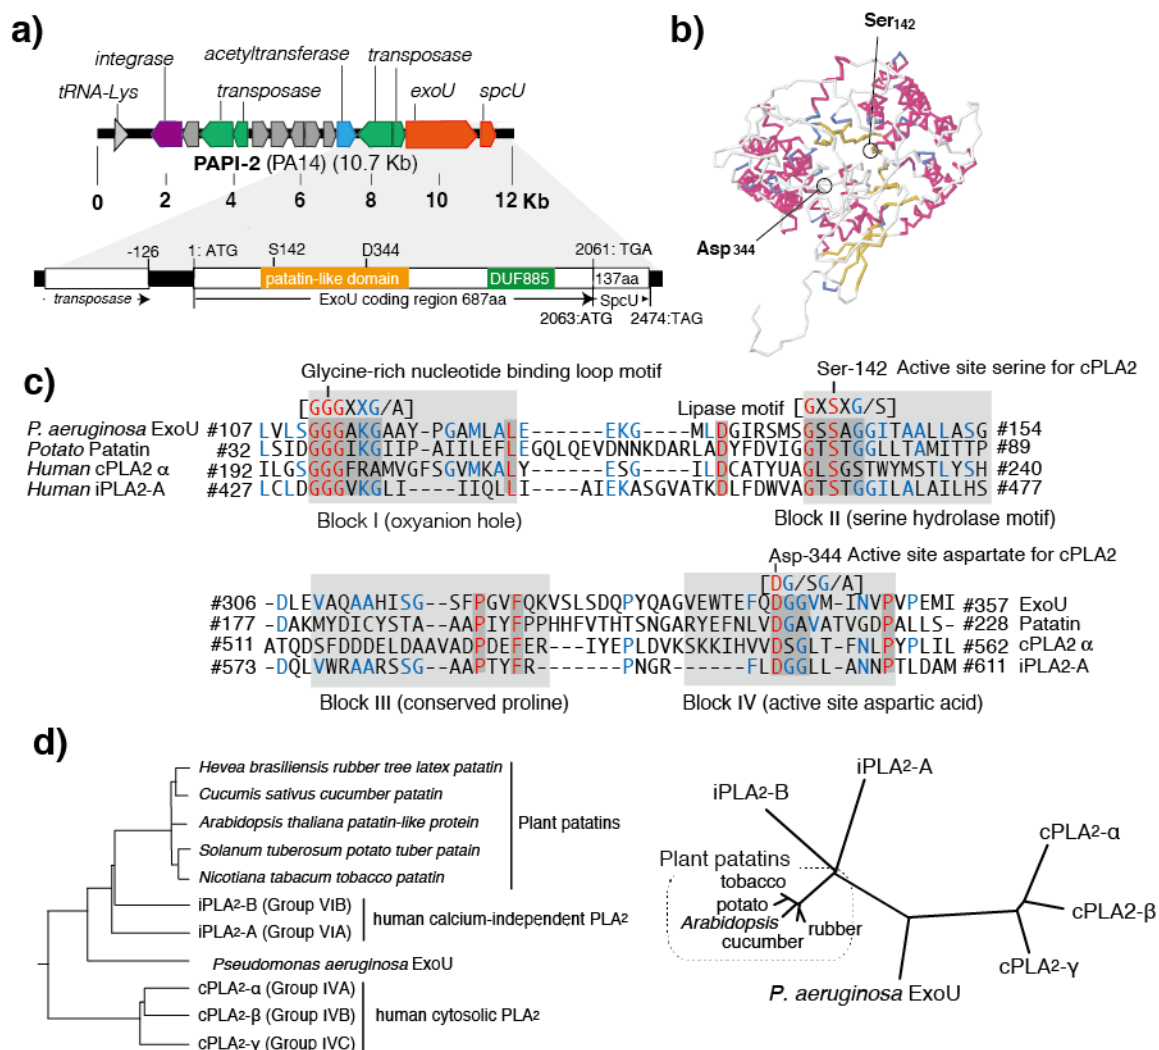 a)
integrase
acetyltransferase
transposase
tRNA-Lys
transposase
exoU
spcU
PAPI-2 (PA14) (10.7 Kb)
0 2 4 6 8 10 12 Kb
-126 1: ATG S142 D344 2061: TGA
patatin-like domain DUF885 137aa
transposase ExoU coding region 687aa SpcU
2063:ATG 2474:TAG
b)
Ser142
Asp 344
c)
Glycine-rich nucleotide binding loop motif
Ser-142 Active site serine for cPLA2
[GGGXXG/A] Lipase motif [GXSXG/S]
P. aeruginosa ExoU #107 LVLSGGGAKGAAY-PGAMLALE------EKG----MLDGIRSMSGSSAGGITAALLASG #154
Potato Patatin #32 LSIDGGGIKGIIP-AIILEFLEGQLQEVDNNKDARLADYFDVIGGTSTGGLLTAMITTP #89
Human cPLA2 α #192 ILGSGGGFRAMVGFSGVMKALY------ESG----ILDCATYUAGLSGSTWYMSTLYSH #240
Human iPLA2-A #427 LCLDGGGVKGLI----IIQLLI----AIEKASGVATKDLFDWVAGTSTGGILALAILHS #477
Block I (oxyanion hole)
Block II (serine hydrolase motif)
Asp-344 Active site aspartate for cPLA2
[DG/SG/A]
#306 -DLEVAQAAHISG--SFPGVFQKVSLSDQPYQAGVEWTEFQDGGVM-INVPVPEMI #357 ExoU
#177 -DAKMYDICYSTA--AAPIYFPPHHFVTHTSNGARYEFNLVDGAVATVGDPALLS- #228 Patatin
#511 ATQDSFDDDELDAAVADPDEFER---IYEPLDVKSKKIHVVDSGLT-FNLPYPLIL #562 cPLA2 α
#573 -DQLVWRAARSSG--AAPTYFR------PNGR------FLDGGLL-ANNPTLDAM #611 iPLA2-A
Block III (conserved proline)
Block IV (active site aspartic acid)
d)
Hevea brasiliensis rubber tree latex patatin
Cucumis sativus cucumber patatin
Arabidopsis thaliana patatin-like protein
Solanum tuberosum potato tuber patain
Nicotiana tabacum tobacco patatin
Plant patatins
iPLA2-B (Group VIB)
iPLA2-A (Group VIA)
human calcium-independent PLA2
Pseudomonas aeruginosa ExoU
cPLA2-α (Group IVA)
cPLA2-β (Group IVB)
cPLA2-γ (Group IVC)
human cytosolic PLA2
iPLA2-A
iPLA2-B
cPLA2-α
Plant patatins
tobacco
potato
Arabidopsis
cucumber
rubber
cPLA2-β
cPLA2-γ
P. aeruginosa ExoU